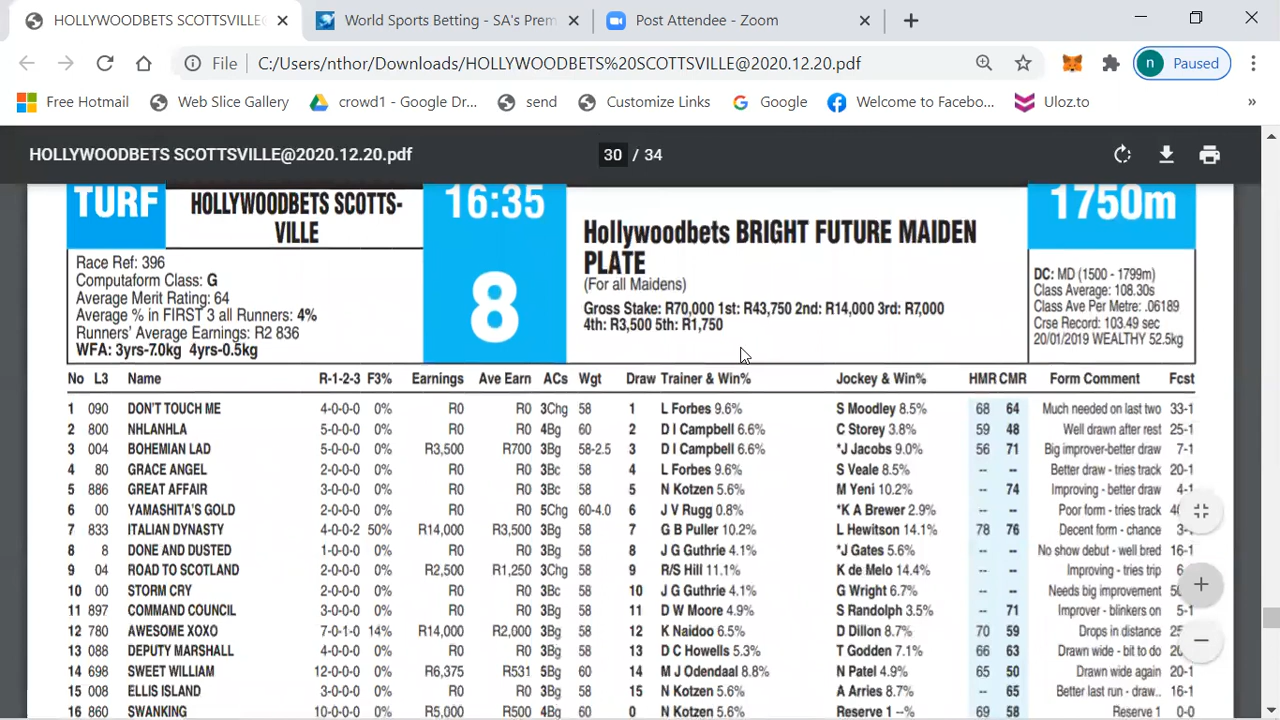 HOLLYWOODBETS SCOTTSVILLE@ World Sports Betting - SA's Prem Post Attendee - Zoom
File C:/Users/nthor/Downloads/HOLLYWOODBETS%20SCOTTSVILLE@2020.12.20.pdf n Paused
Free Hotmail Web Slice Gallery crowd1 - Google Dr... send Customize Links Google Welcome to Facebo... Uloz.to »
HOLLYWOODBETS SCOTTSVILLE@2020.12.20.pdf 30 / 34
TURF HOLLYWOODBETS SCOTTS-
VILLE
16:35
8
Hollywoodbets BRIGHT FUTURE MAIDEN
PLATE
(For all Maidens)
Gross Stake: R70,000 1st: R43,750 2nd: R14,000 3rd: R7,000
4th: R3,500 5th: R1,750
1750m
Race Ref: 396
Computaform Class: G
Average Merit Rating: 64
Average % in FIRST 3 all Runners: 4%
Runners' Average Earnings: R2 836
WFA: 3yrs-7.0kg 4yrs-0.5kg
DC: MD (1500 - 1799m)
Class Average: 108.30s
Class Ave Per Metre: .06189
Crse Record: 103.49 sec
20/01/2019 WEALTHY 52.5kg
No L3 Name R-1-2-3 F3% Earnings Ave Earn ACs Wgt Draw Trainer & Win% Jockey & Win% HMR CMR Form Comment Fcst
1 090 DON'T TOUCH ME 4-0-0-0 0% R0 R0 3Chg 58 1 L Forbes 9.6% S Moodley 8.5% 68 64 Much needed on last two 33-1
2 800 NHLANHLA 5-0-0-0 0% R0 R0 4Bg 60 2 D I Campbell 6.6% C Storey 3.8% 59 48 Well drawn after rest 25-1
3 004 BOHEMIAN LAD 5-0-0-0 0% R3,500 R700 3Bg 58-2.5 3 D I Campbell 6.6% *J Jacobs 9.0% 56 71 Big improver-better draw 7-1
4 80 GRACE ANGEL 2-0-0-0 0% R0 R0 3Bc 58 4 L Forbes 9.6% S Veale 8.5% -- -- Better draw - tries track 20-1
5 886 GREAT AFFAIR 3-0-0-0 0% R0 R0 3Bc 58 5 N Kotzen 5.6% M Yeni 10.2% -- 74 Improving - better draw 4-1
6 00 YAMASHITA'S GOLD 2-0-0-0 0% R0 R0 5Chg 60-4.0 6 J V Rugg 0.8% *K A Brewer 2.9% -- -- Poor form - tries track
7 833 ITALIAN DYNASTY 4-0-0-2 50% R14,000 R3,500 3Bg 58 7 G B Puller 10.2% L Hewitson 14.1% 78 76 Decent form - chance
8 8 DONE AND DUSTED 1-0-0-0 0% R0 R0 3Bg 58 8 J G Guthrie 4.1% *J Gates 5.6% -- -- No show debut - well bred 16-1
9 04 ROAD TO SCOTLAND 2-0-0-0 0% R2,500 R1,250 3Chg 58 9 R/S Hill 11.1% K de Melo 14.4% -- -- Improving - tries trip
10 00 STORM CRY 2-0-0-0 0% R0 R0 3Bg 58 10 J G Guthrie 4.1% G Wright 6.7% -- -- Needs big improvement
11 897 COMMAND COUNCIL 3-0-0-0 0% R0 R0 3Bg 58 11 D W Moore 4.9% S Randolph 3.5% -- 71 Improver - blinkers on 5-1
12 780 AWESOME XOXO 7-0-1-0 14% R14,000 R2,000 3Bg 58 12 K Naidoo 6.5% D Dillon 8.7% 70 59 Drops in distance
13 088 DEPUTY MARSHALL 4-0-0-0 0% R0 R0 3Bg 58 13 D C Howells 5.3% T Godden 7.1% 66 63 Drawn wide - bit to do
14 698 SWEET WILLIAM 12-0-0-0 0% R6,375 R531 5Bg 60 14 M J Odendaal 8.8% N Patel 4.9% 65 50 Drawn wide again
15 008 ELLIS ISLAND 3-0-0-0 0% R0 R0 3Bg 58 15 N Kotzen 5.6% A Arries 8.7% -- 65 Better last run - draw.. 16-1
16 860 SWANKING 10-0-0-0 0% R5,000 R500 4Bg 60 0 N Kotzen 5.6% Reserve 1 --% 69 58 Reserve 1 0-0